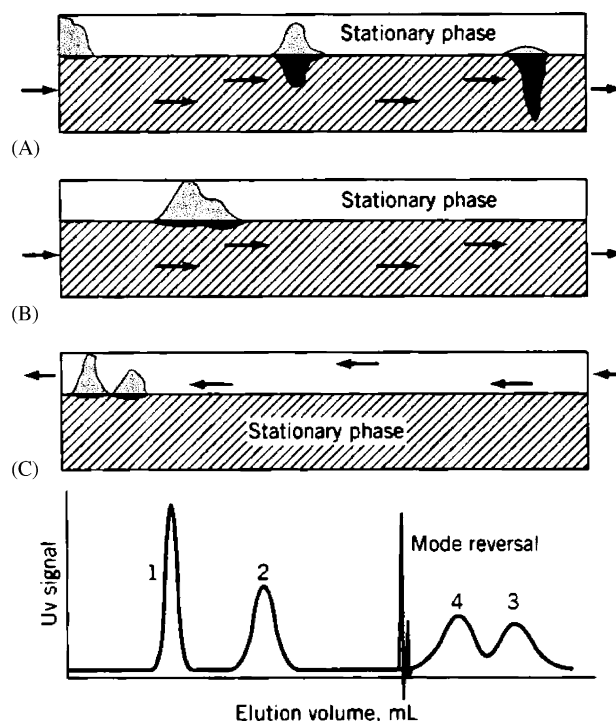 Stationary phase
(A)
Stationary phase
(B)
Stationary phase
(C)
Uv signal
1
2
Mode reversal
4
3
Elution volume, mL